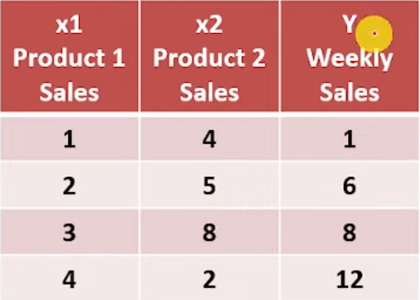 x1 x2 Y
Product 1 Product 2 Weekly
Sales Sales Sales
1 4 1
2 5 6
3 8 8
4 2 12